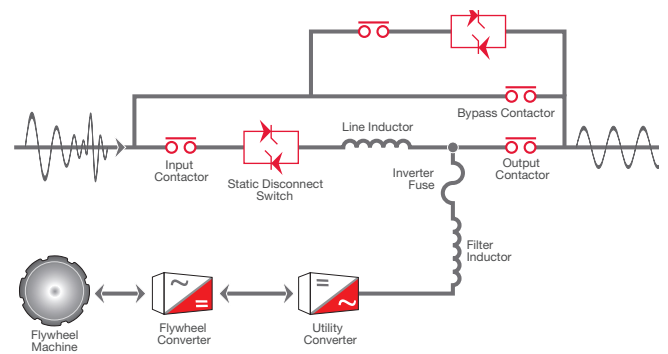 Bypass Contactor
Line Inductor
Input
Contactor
Static Disconnect
Switch
Inverter
Fuse
Output
Contactor
Filter
Inductor
Flywheel
Machine
Flywheel
Converter
Utility
Converter